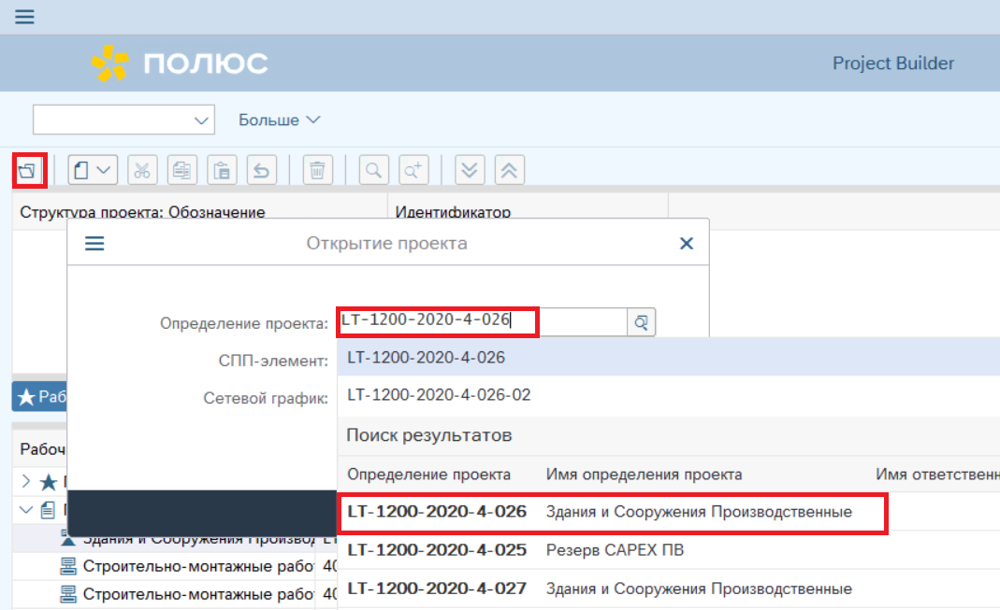 ПОЛЮС
Project Builder
Больше
Структура проекта: Обозначение Идентификатор
Открытие проекта
Определение проекта: LT-1200-2020-4-026
СПП-элемент: LT-1200-2020-4-026
Сетевой график: LT-1200-2020-4-026-02
Поиск результатов
Определение проекта Имя определения проекта Имя ответственн
LT-1200-2020-4-026 Здания и Сооружения Производственные
LT-1200-2020-4-025 Резерв CAPEX ПВ
LT-1200-2020-4-027 Здания и Сооружения Производственные
Раб
Рабоч
Здания и Сооружения Произвос LT
Строительно-монтажные рабо 40
Строительно-монтажные рабо 40